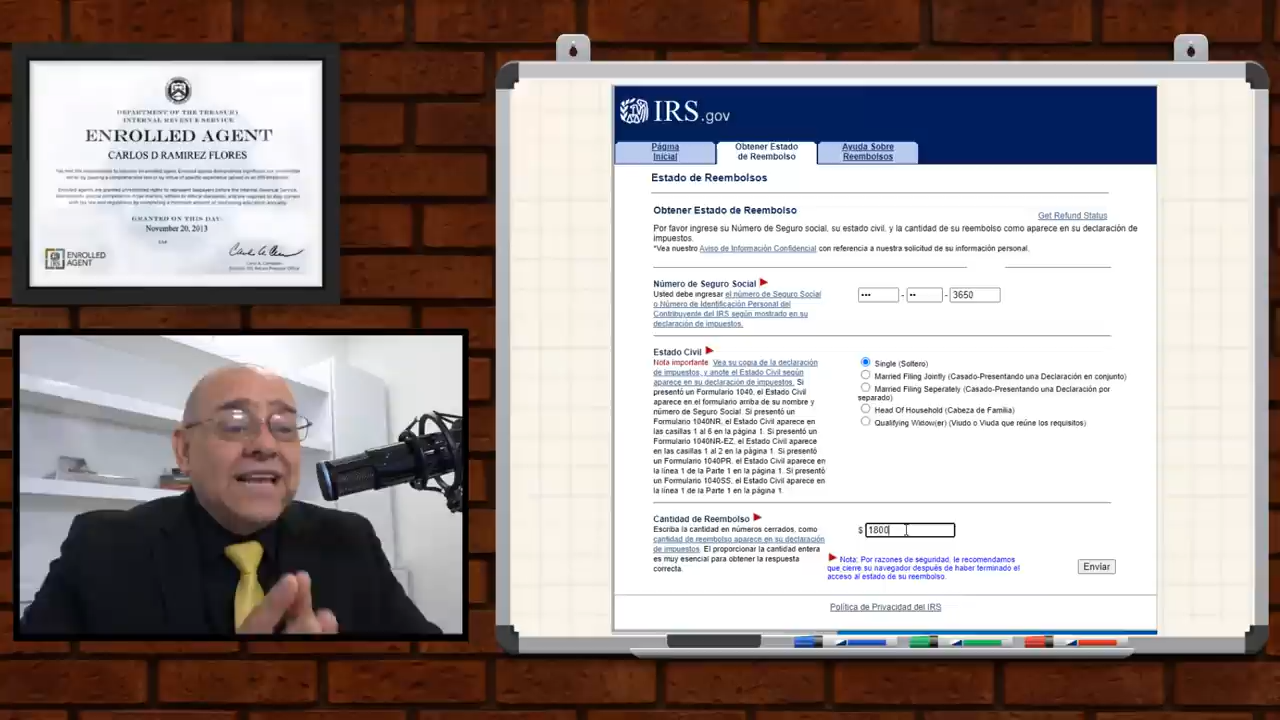 DEPARTMENT OF THE TREASURY
INTERNAL REVENUE SERVICE
ENROLLED AGENT
CARLOS D RAMIREZ FLORES
GRANTED ON THIS DAY:
November 20, 2013
ENROLLED
AGENT
IRS.gov
Página
Inicial
Obtener Estado
de Reembolso
Ayuda Sobre
Reembolsos
Estado de Reembolsos
Obtener Estado de Reembolso
Get Refund Status
Por favor ingrese su Número de Seguro social, su estado civil, y la cantidad de su reembolso como aparece en su declaración de
impuestos.
*Vea nuestro Aviso de Información Confidencial con referencia a nuestra solicitud de su información personal.
Número de Seguro Social
Usted debe ingresar el número de Seguro Social
o Número de Identificación Personal del
Contribuyente del IRS según mostrado en su
declaración de impuestos.
••• - •• - 3650
Estado Civil
Nota importante Vea su copia de la declaración
de impuestos, y anote el Estado Civil según
aparece en su declaración de impuestos. Si
presentó un Formulario 1040, el Estado Civil
aparece en el formulario arriba de su nombre y
número de Seguro Social. Si presentó un
Formulario 1040NR, el Estado Civil aparece en
las casillas 1 al 6 en la página 1. Si presentó un
Formulario 1040NR-EZ, el Estado Civil aparece
en las casillas 1 al 2 en la página 1. Si presentó
un Formulario 1040PR, el Estado Civil aparece en
la línea 1 de la Parte 1 en la página 1. Si presentó
un Formulario 1040SS, el Estado Civil aparece en
la línea 1 de la Parte 1 en la página 1.
Single (Soltero)
Married Filing Jointly (Casado-Presentando una Declaración en conjunto)
Married Filing Seperately (Casado-Presentando una Declaración por
separado)
Head Of Household (Cabeza de Familia)
Qualifying Widow(er) (Viudo o Viuda que reúne los requisitos)
Cantidad de Reembolso
Escriba la cantidad en números cerrados, como
cantidad de reembolso aparece en su declaración
de impuestos. El proporcionar la cantidad entera
es muy esencial para obtener la respuesta
correcta.
$ 1800
Nota: Por razones de seguridad, le recomendamos
que cierre su navegador después de haber terminado el
acceso al estado de su reembolso.
Enviar
Política de Privacidad del IRS